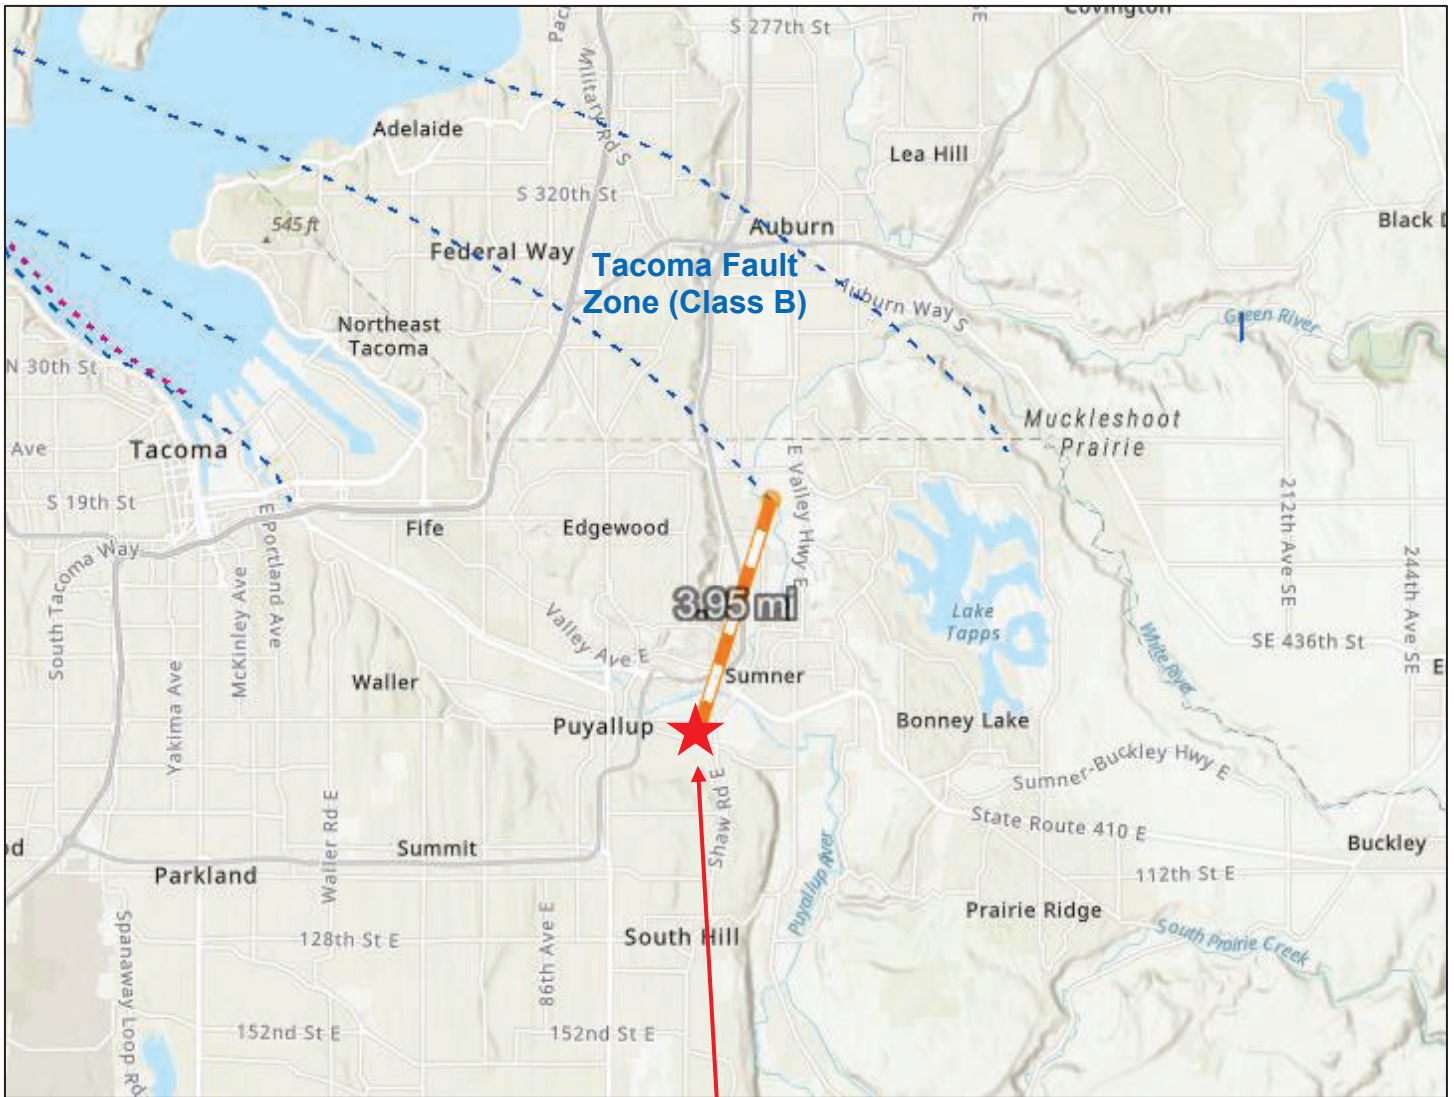 Covington
S 277th St
Military Rd S
Adelaide
Lea Hill
S 320th St
545 ft
Auburn
Black
Federal Way
Tacoma Fault
Zone (Class B)
Auburn Way S
Green River
Northeast
Tacoma
N 30th St
Muckleshoot
Prairie
Ave
Tacoma
E Valley Hwy E
S 19th St
212th Ave SE
E Portland Ave
Fife
Edgewood
South Tacoma Way
244th Ave SE
McKinley Ave
3.95 mi
Lake
Tapps
Valley Ave E
White River
SE 436th St
Yakima Ave
Waller
Sumner
E
Puyallup
Bonney Lake
Shaw Rd E
Sumner-Buckley Hwy E
State Route 410 E
Waller Rd E
Summit
Puyallup River
Buckley
Parkland
112th St E
Prairie Ridge
Spanaway Loop Rd
128th St E
86th Ave E
South Hill
South Prairie Creek
152nd St E
152nd St E